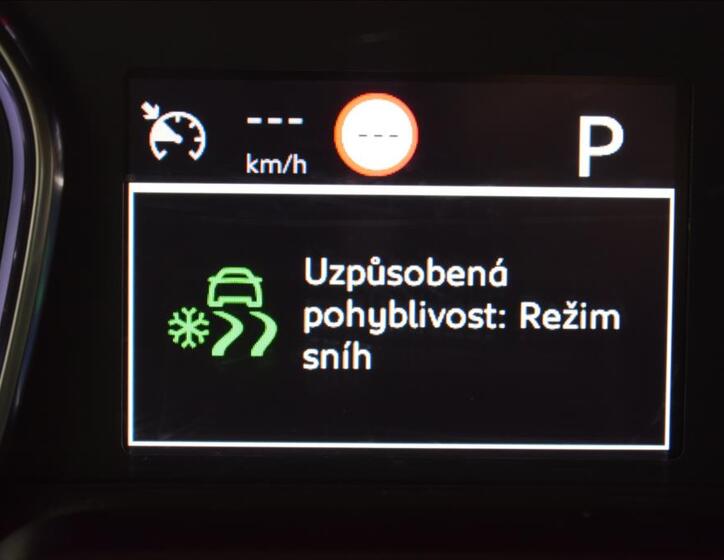 --- P
km/h ---
Uzpůsobená
pohyblivost: Režim
sníh